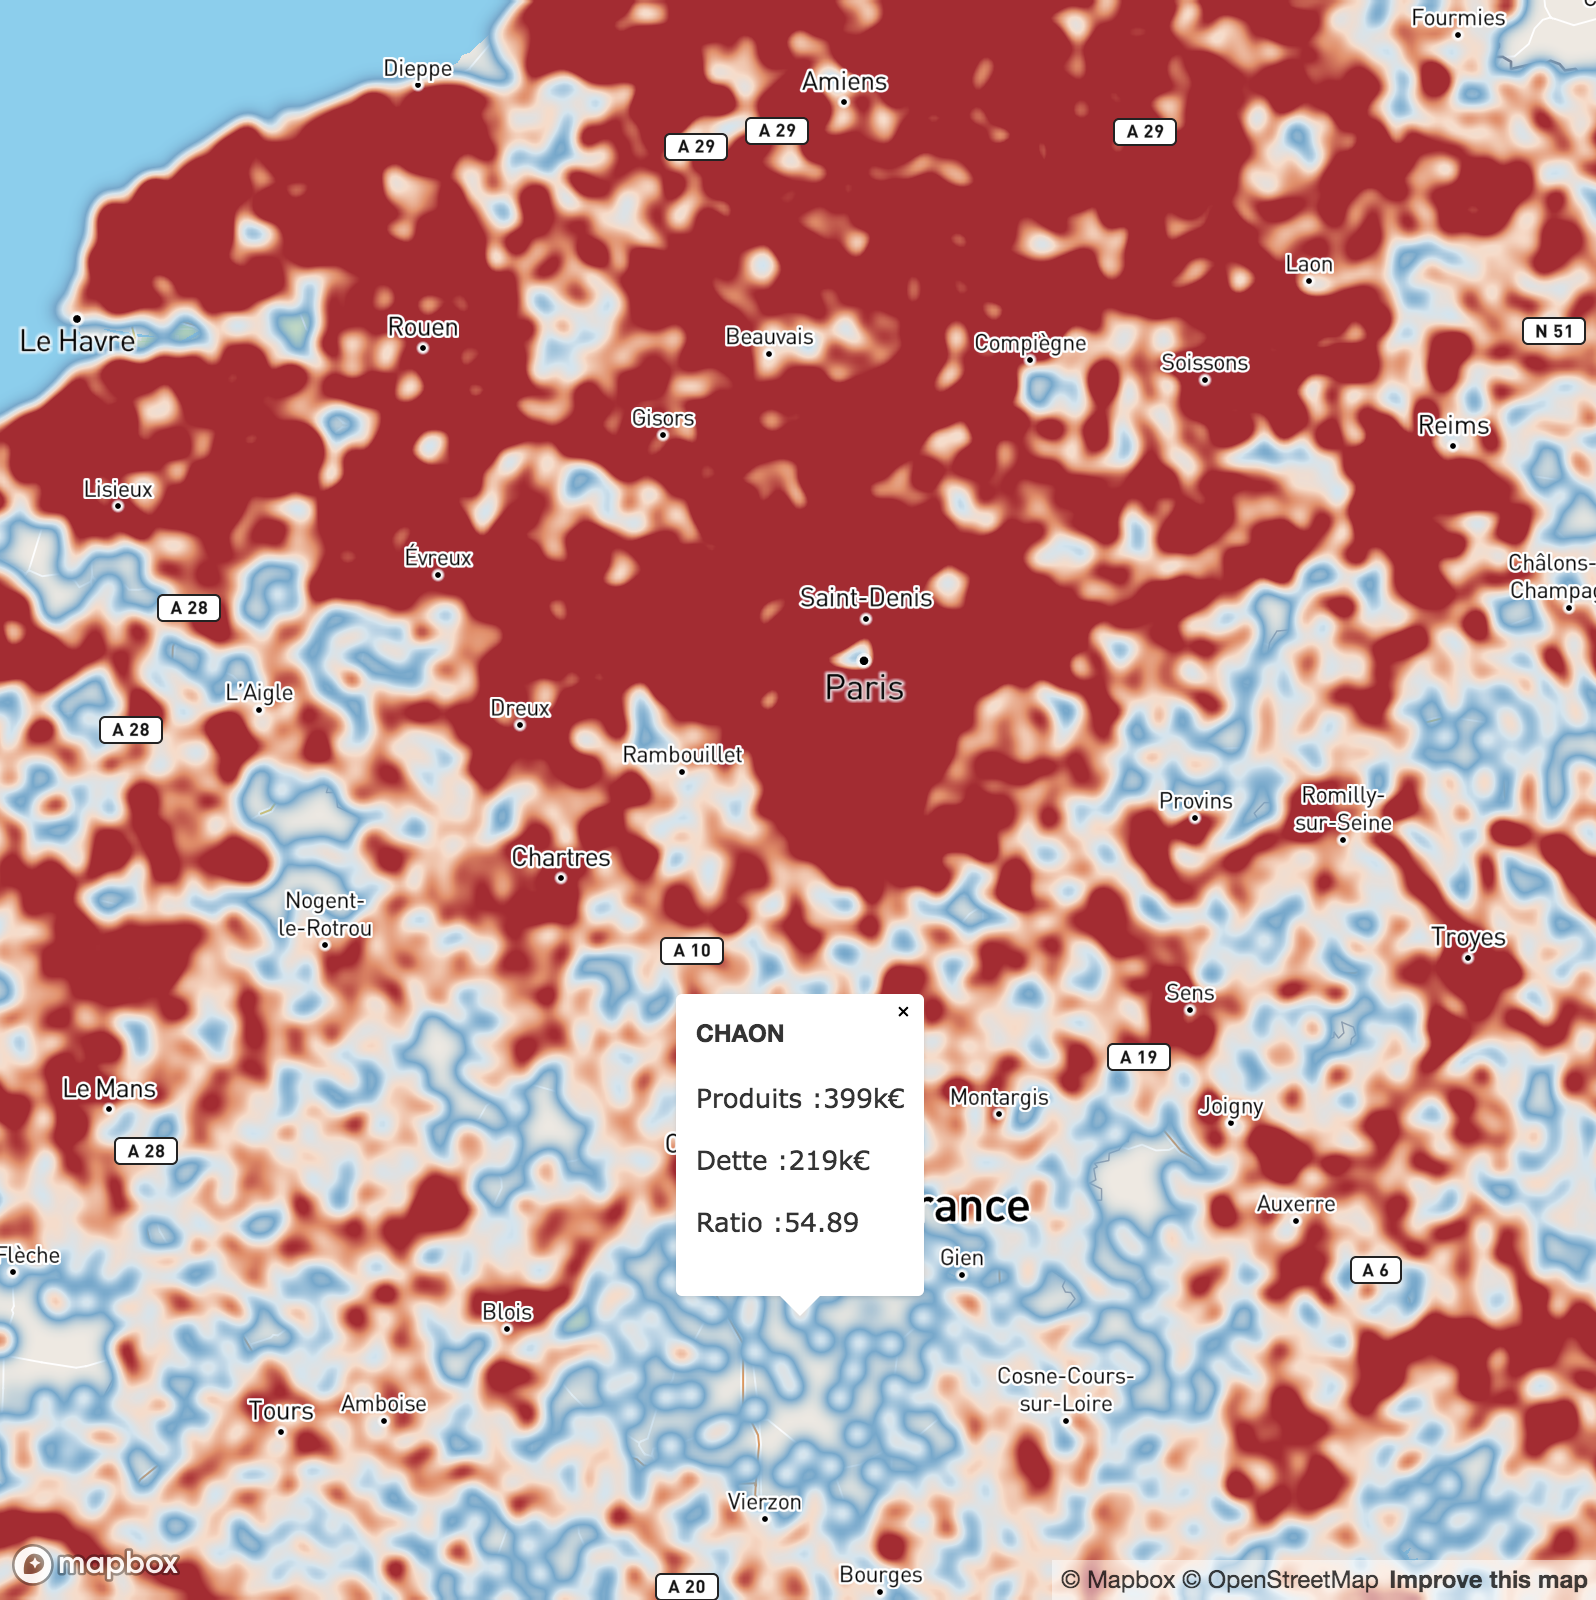 Fourmies
Dieppe
Amiens
A 29
A 29
A 29
Laon
Le Havre
Rouen
Beauvais
Compiègne
Soissons
N 51
Gisors
Reims
Lisieux
Évreux
Châlons-
Champag
Saint-Denis
A 28
Paris
L'Aigle
Dreux
A 28
Rambouillet
Provins
Romilly-
sur-Seine
Chartres
Nogent-
le-Rotrou
A 10
Troyes
Sens
CHAON
×
Produits :399k€
Dette :219k€
Ratio :54.89
A 19
Le Mans
Montargis
Joigny
A 28
rance
Auxerre
Flèche
Gien
A 6
Blois
Cosne-Cours-
sur-Loire
Tours
Amboise
Vierzon
mapbox
A 20
Bourges
© Mapbox © OpenStreetMap Improve this map